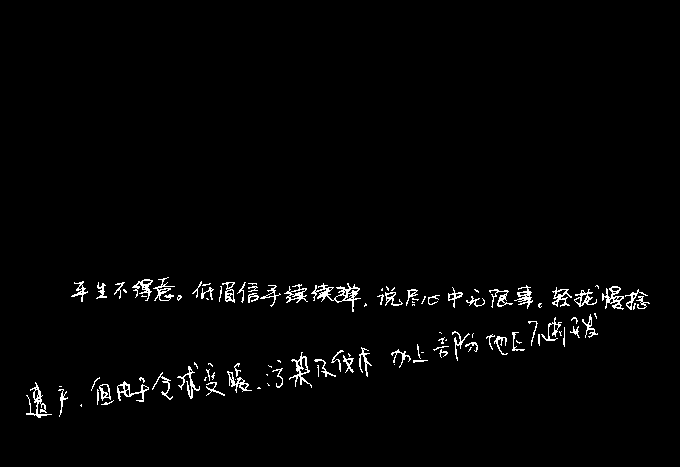 平生不得意。低眉信手续续弹,说尽心中无限事。轻拢慢捻
遗产,但由于全球变暖、污染及伐木 加上部份地区不断开发